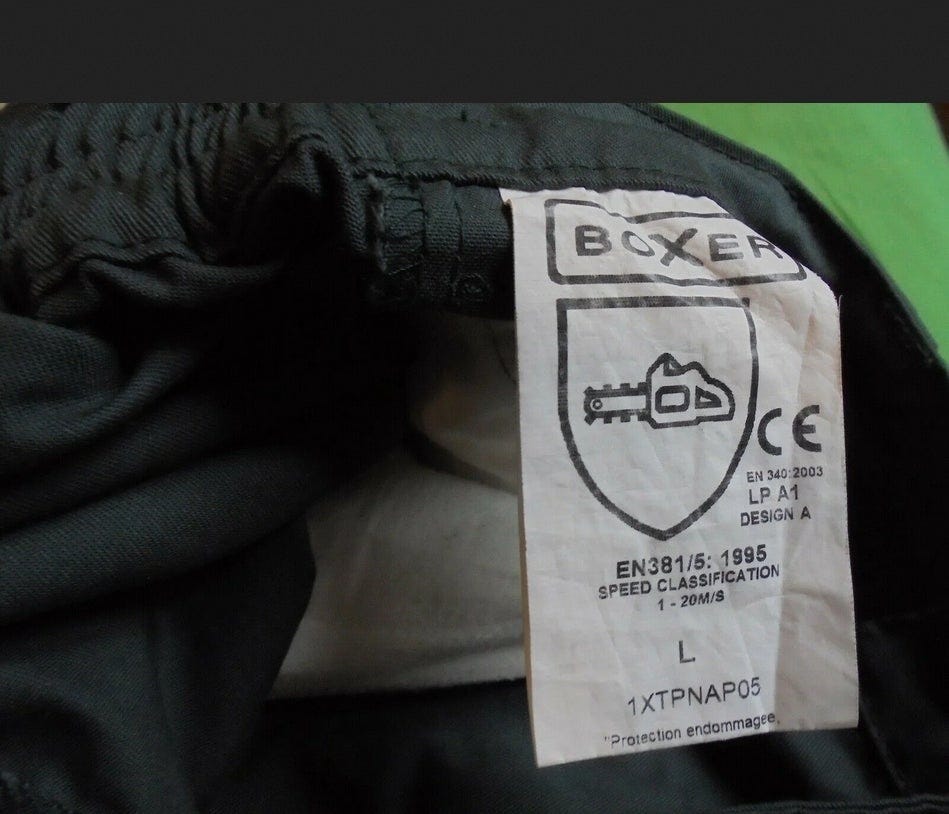 BOXER
CE
EN 340:2003
LP A1
DESIGN A
EN381/5: 1995
SPEED CLASSIFICATION
1 - 20M/S
L
1XTPNAP05
"Protection endommagee,